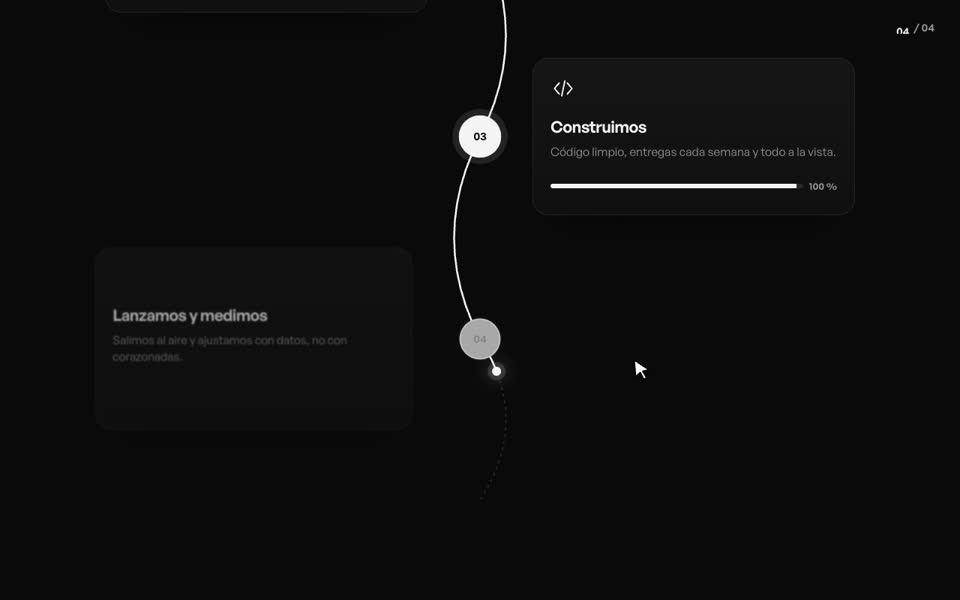 04 / 04
Construimos
Código limpio, entregas cada semana y todo a la vista.
100 %
03
Lanzamos y medimos
Salimos al aire y ajustamos con datos, no con
corazonadas.
04